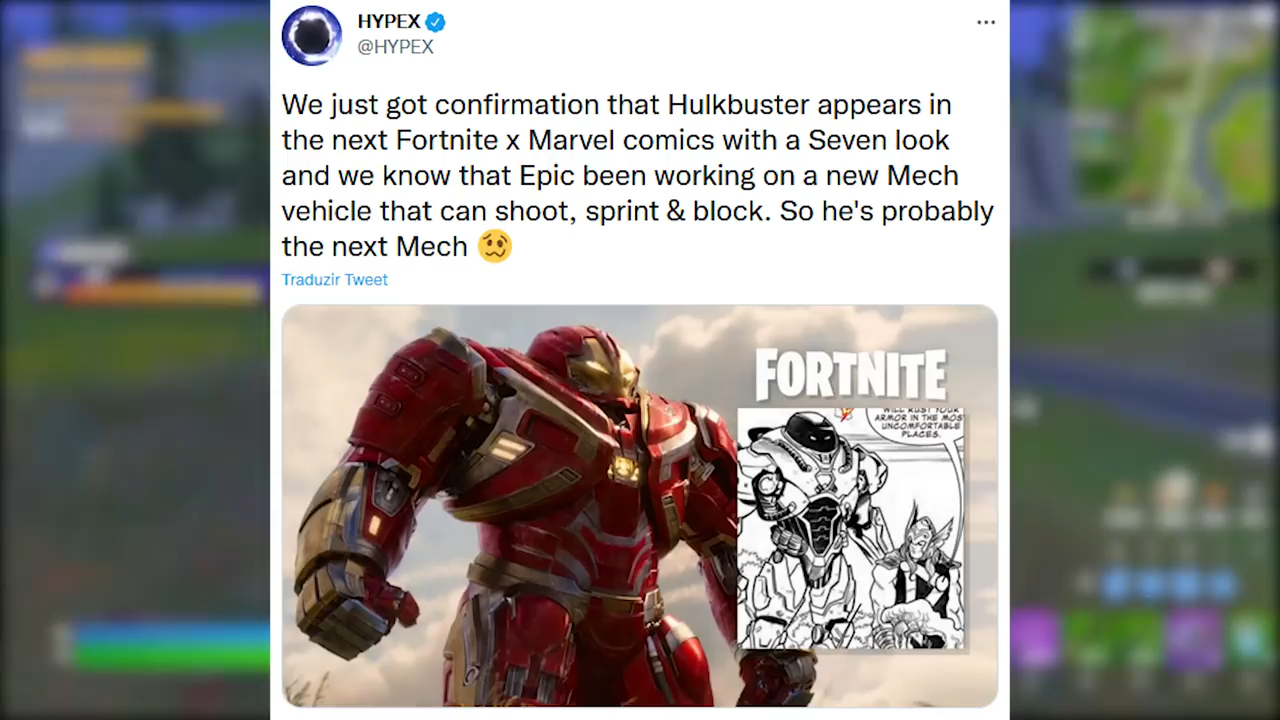 HYPEX
@HYPEX
We just got confirmation that Hulkbuster appears in
the next Fortnite x Marvel comics with a Seven look
and we know that Epic been working on a new Mech
vehicle that can shoot, sprint & block. So he's probably
the next Mech 🥴
Traduzir Tweet
FORTNITE
WILL RUST YOUR
ARMOR IN THE MOST
UNCOMFORTABLE
PLACES.